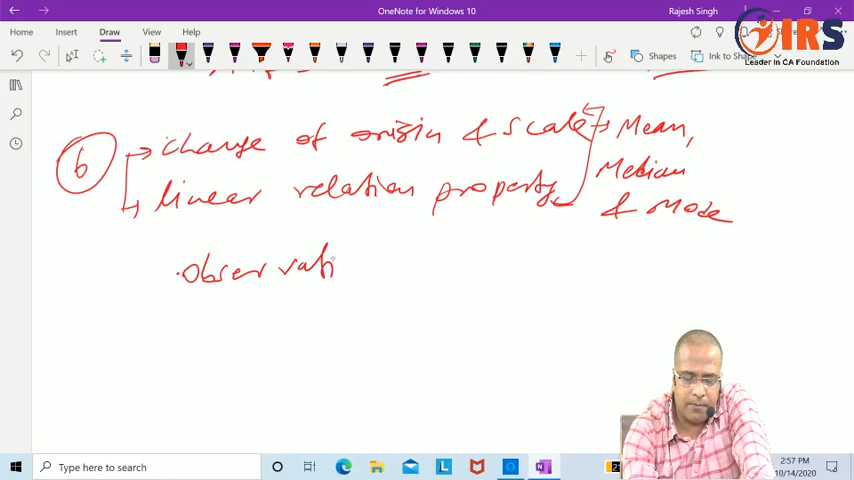 OneNote for Windows 10
Rajesh Singh
Home Insert Draw View Help
Shapes Ink to Share
IRS
Leader In CA Foundation
6 change of origin & scale Mean,
linear relation property Median
& Mode
observati
Type here to search
2:57 PM
10/14/2020